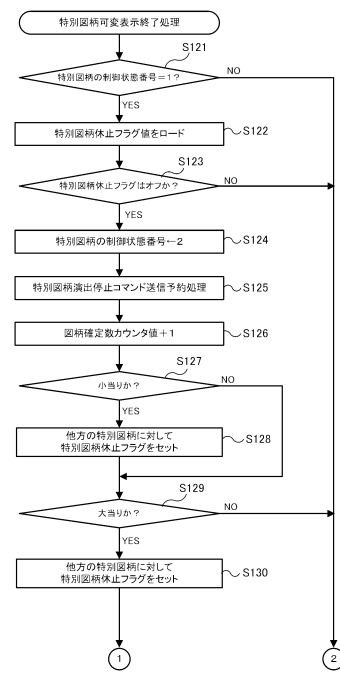 特別図柄可変表示終了処理
S121
特別図柄の制御状態番号=1?
NO
YES
特別図柄休止フラグ値をロード
S122
S123
特別図柄休止フラグはオフか?
NO
YES
特別図柄の制御状態番号←2
S124
特別図柄演出停止コマンド送信予約処理
S125
図柄確定数カウンタ値+1
S126
S127
小当りか?
NO
YES
他方の特別図柄に対して
特別図柄休止フラグをセット
S128
S129
大当りか?
NO
YES
他方の特別図柄に対して
特別図柄休止フラグをセット
S130
1
2